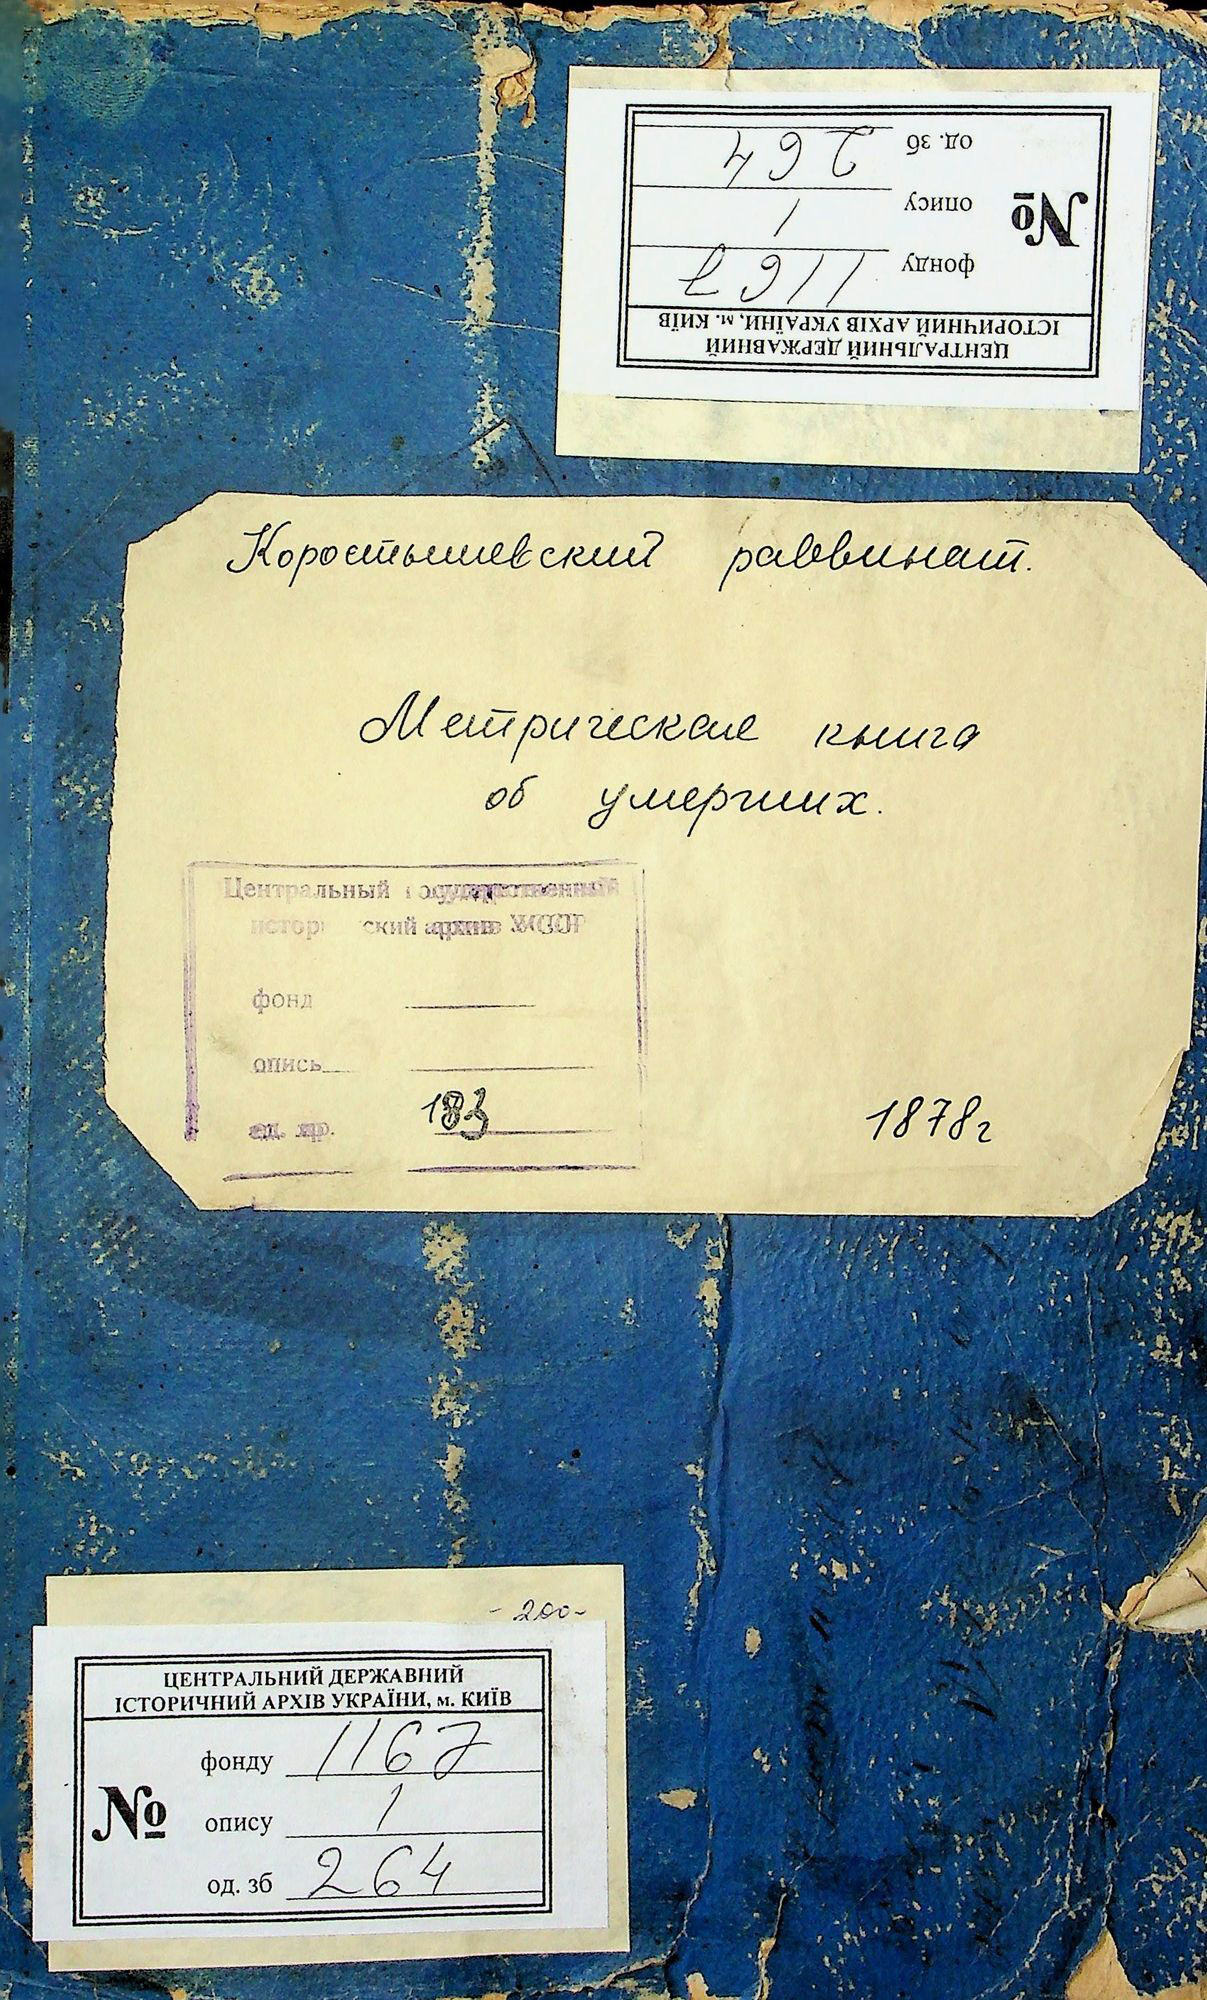 ЦЕНТРАЛЬНИЙ ДЕРЖАВНИЙ
ІСТОРИЧНИЙ АРХІВ УКРАЇНИ, м. КИЇВ
№
фонду 1167
опису 1
од. зб 264
Коростышевский раввинат.
Метрическая книга
об умерших.
Центральный государственный
исторический архив УССР
фонд
опись
ед. хр. 183
1878г
-200-
ЦЕНТРАЛЬНИЙ ДЕРЖАВНИЙ
ІСТОРИЧНИЙ АРХІВ УКРАЇНИ, м. КИЇВ
№
фонду 1167
опису 1
од. зб 264